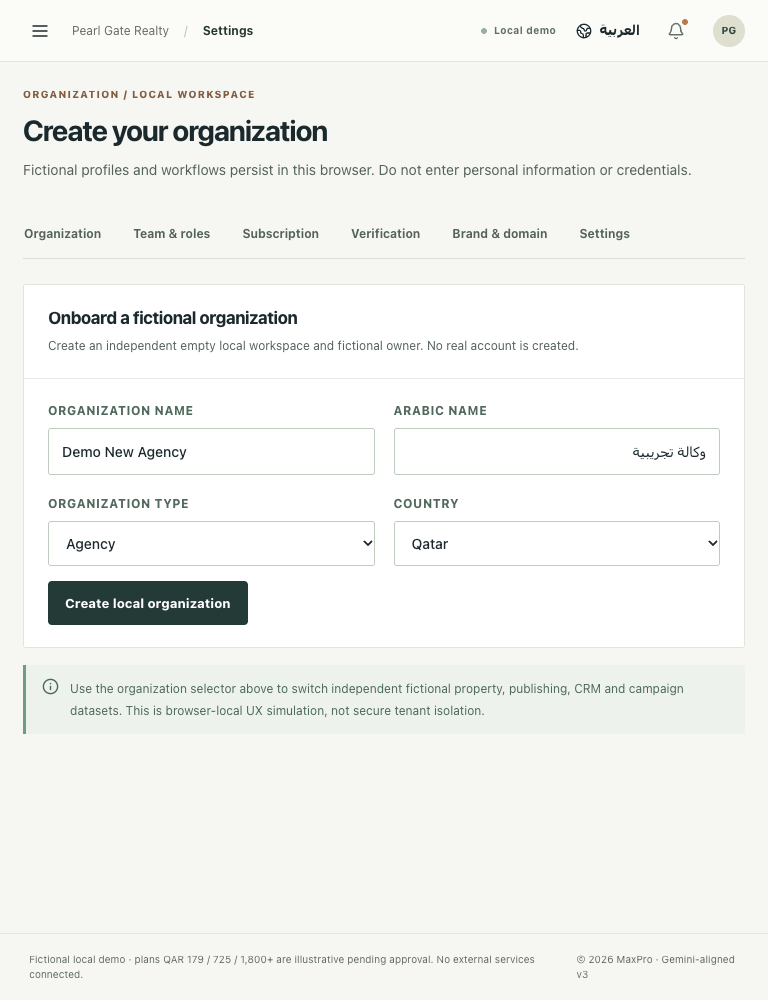 Pearl Gate Realty / Settings
Local demo
العربية
PG
ORGANIZATION / LOCAL WORKSPACE
Create your organization
Fictional profiles and workflows persist in this browser. Do not enter personal information or credentials.
Organization Team & roles Subscription Verification Brand & domain Settings
Onboard a fictional organization
Create an independent empty local workspace and fictional owner. No real account is created.
ORGANIZATION NAME
Demo New Agency
ARABIC NAME
وكالة تجريبية
ORGANIZATION TYPE
Agency
COUNTRY
Qatar
Create local organization
Use the organization selector above to switch independent fictional property, publishing, CRM and campaign
datasets. This is browser-local UX simulation, not secure tenant isolation.
Fictional local demo · plans QAR 179 / 725 / 1,800+ are illustrative pending approval. No external services
connected.
© 2026 MaxPro · Gemini-aligned
v3